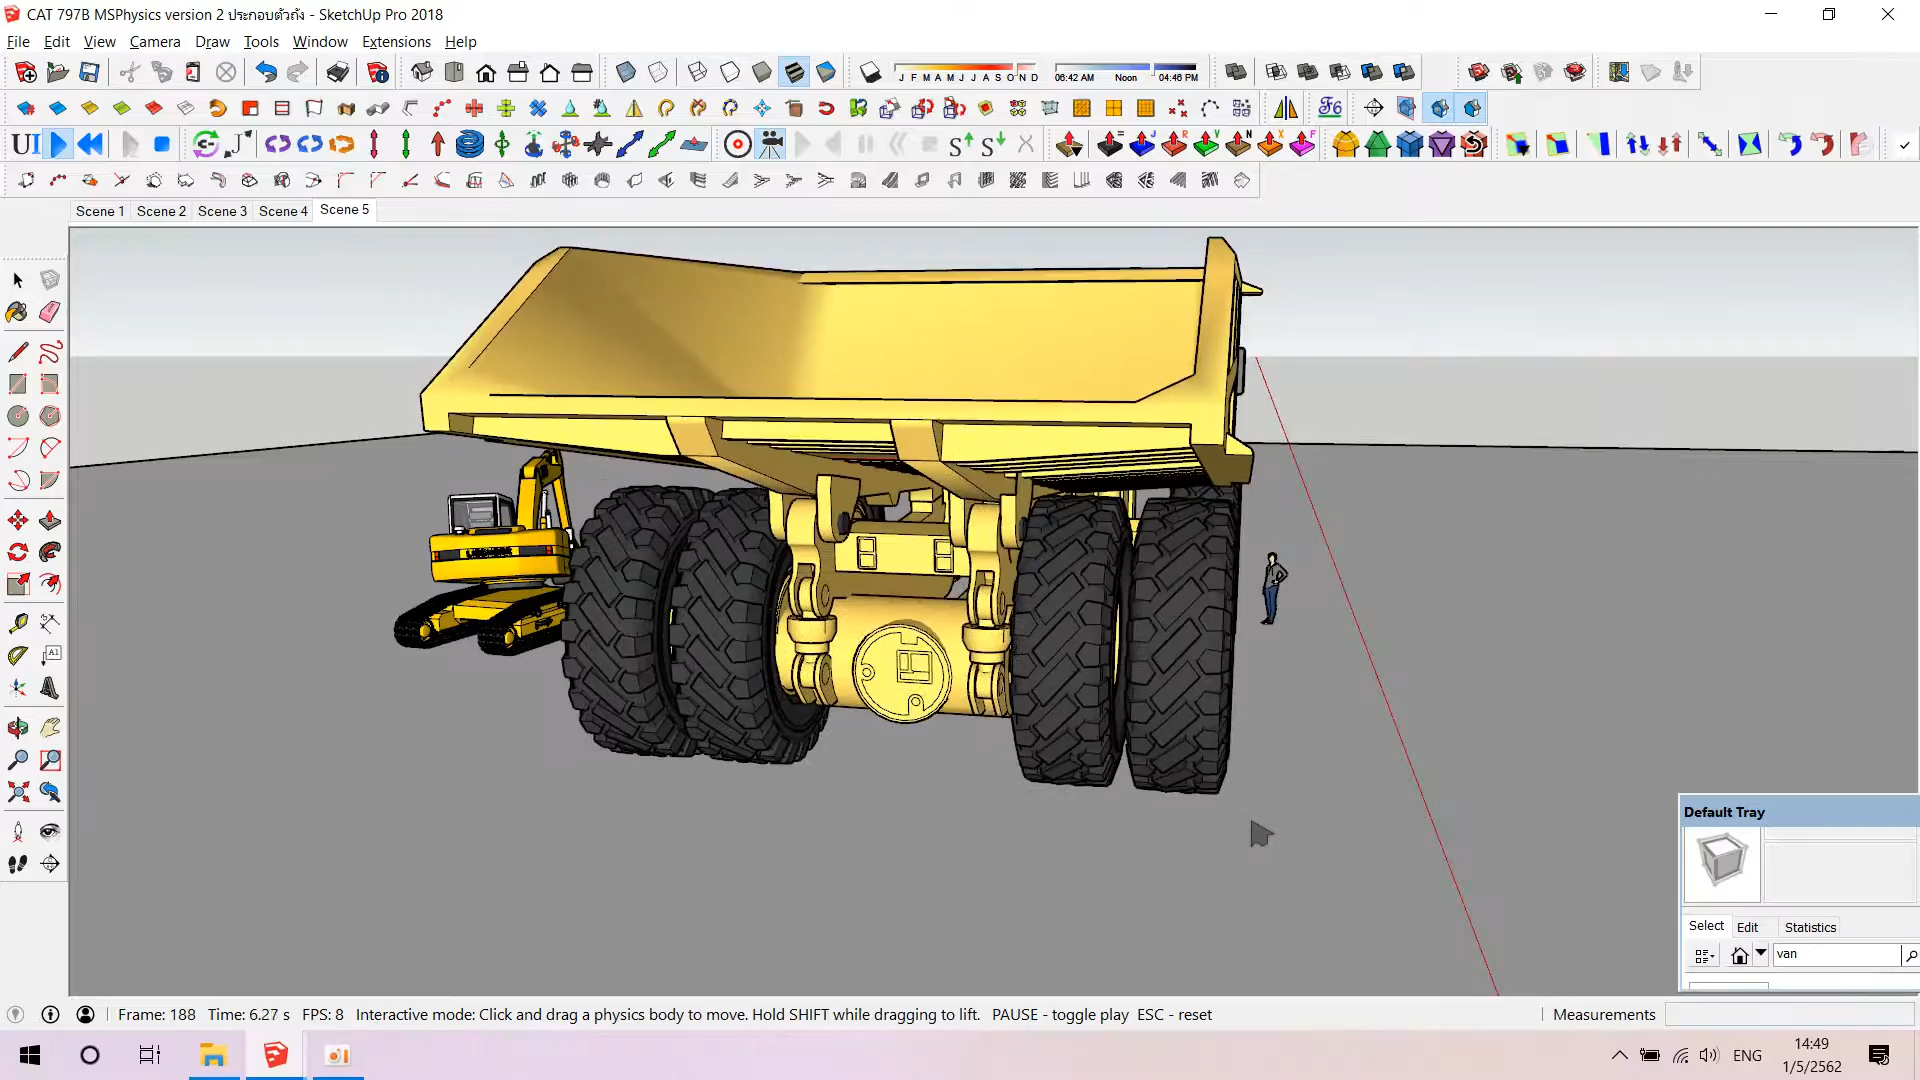 CAT 797B MSPhysics version 2 ประกอบตัวถัง - SketchUp Pro 2018
File Edit View Camera Draw Tools Window Extensions Help
J F M A M J J A S O N D 06:42 AM Noon 04:46 PM
UI
Scene 1 Scene 2 Scene 3 Scene 4 Scene 5
Default Tray
Select Edit Statistics
van
Frame: 188 Time: 6.27 s FPS: 8 Interactive mode: Click and drag a physics body to move. Hold SHIFT while dragging to lift. PAUSE - toggle play ESC - reset
Measurements
ENG
14:49
1/5/2562